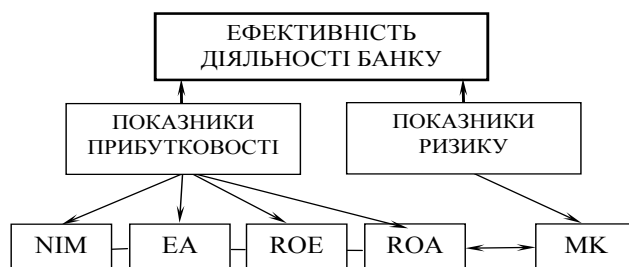 ЕФЕКТИВНІСТЬ
ДІЯЛЬНОСТІ БАНКУ
ПОКАЗНИКИ
ПРИБУТКОВОСТІ
ПОКАЗНИКИ
РИЗИКУ
NIM
EA
ROE
ROA
MK